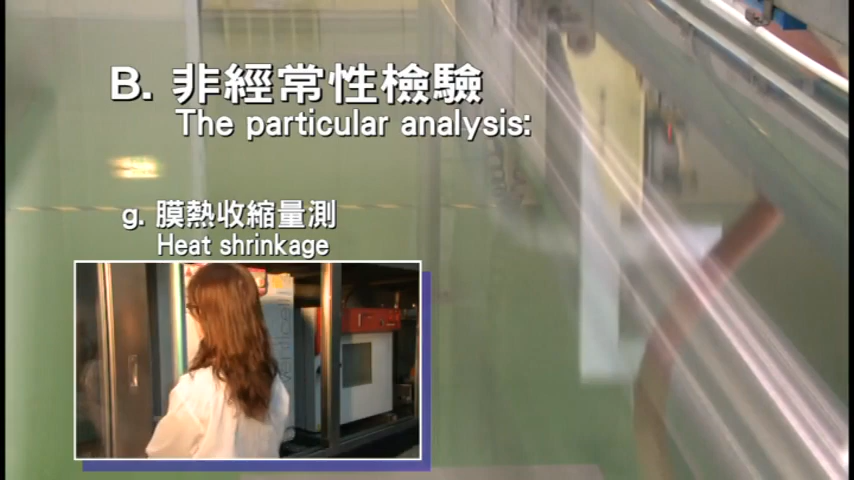 B. 非經常性檢驗
The particular analysis:
g. 膜熱收縮量測
Heat shrinkage